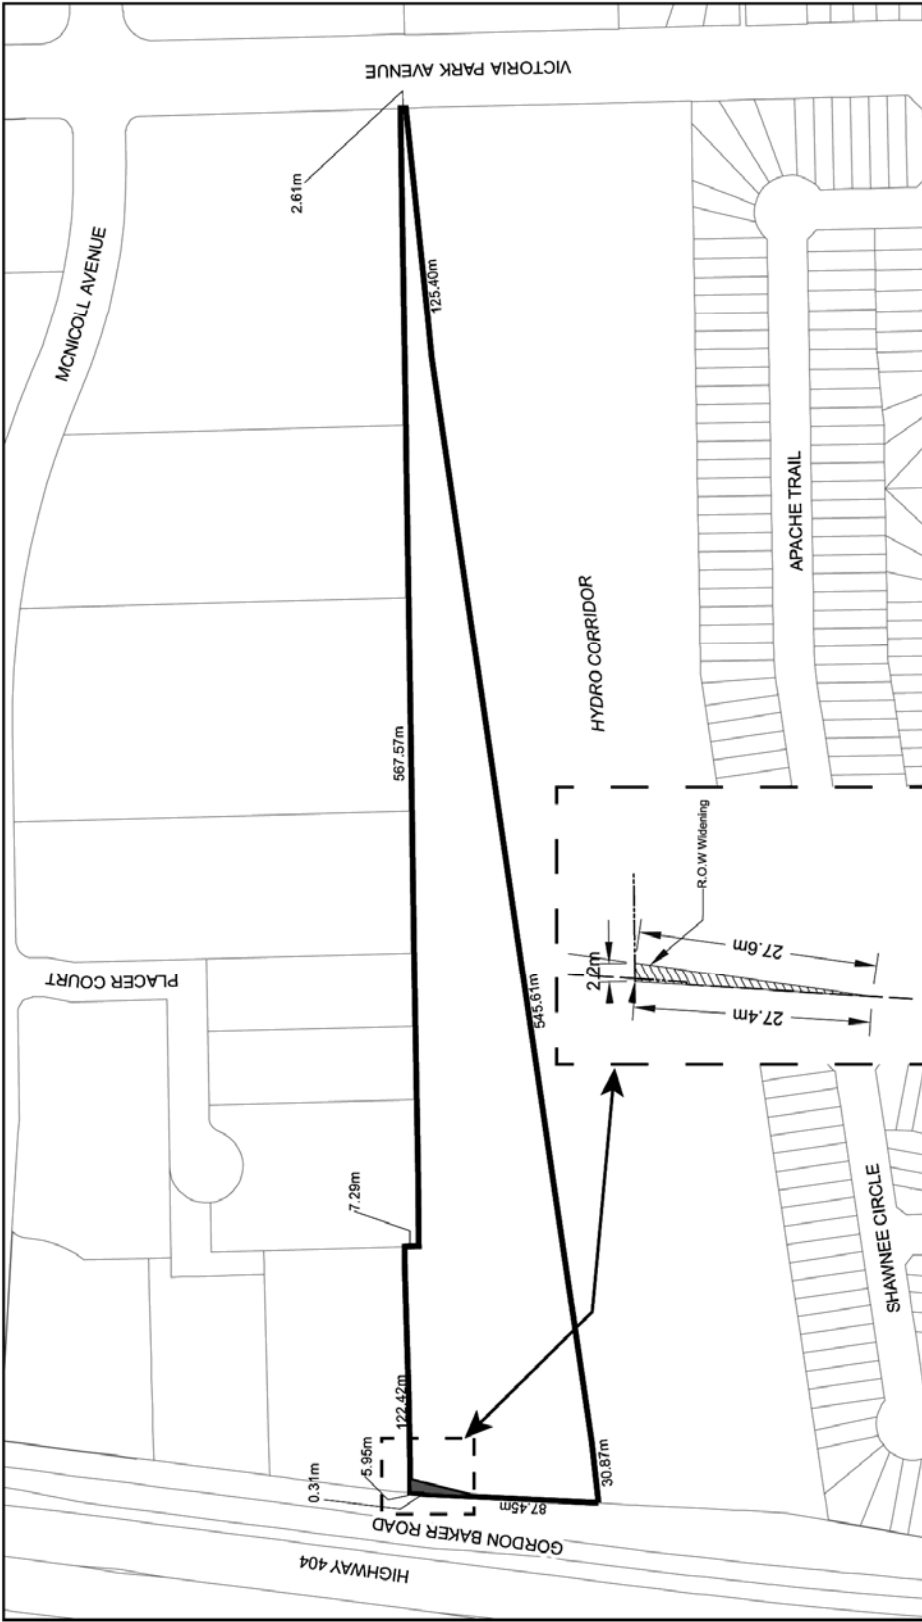 VICTORIA PARK AVENUE
2.61m
MCNICOLL AVENUE
125.40m
APACHE TRAIL
HYDRO CORRIDOR
567.57m
R.O.W Widening
27.6m
2.2m
PLACER COURT
545.61m
27.4m
7.29m
SHAWNEE CIRCLE
122.42m
5.95m
0.31m
30.87m
87.45m
GORDON BAKER ROAD
HIGHWAY 404